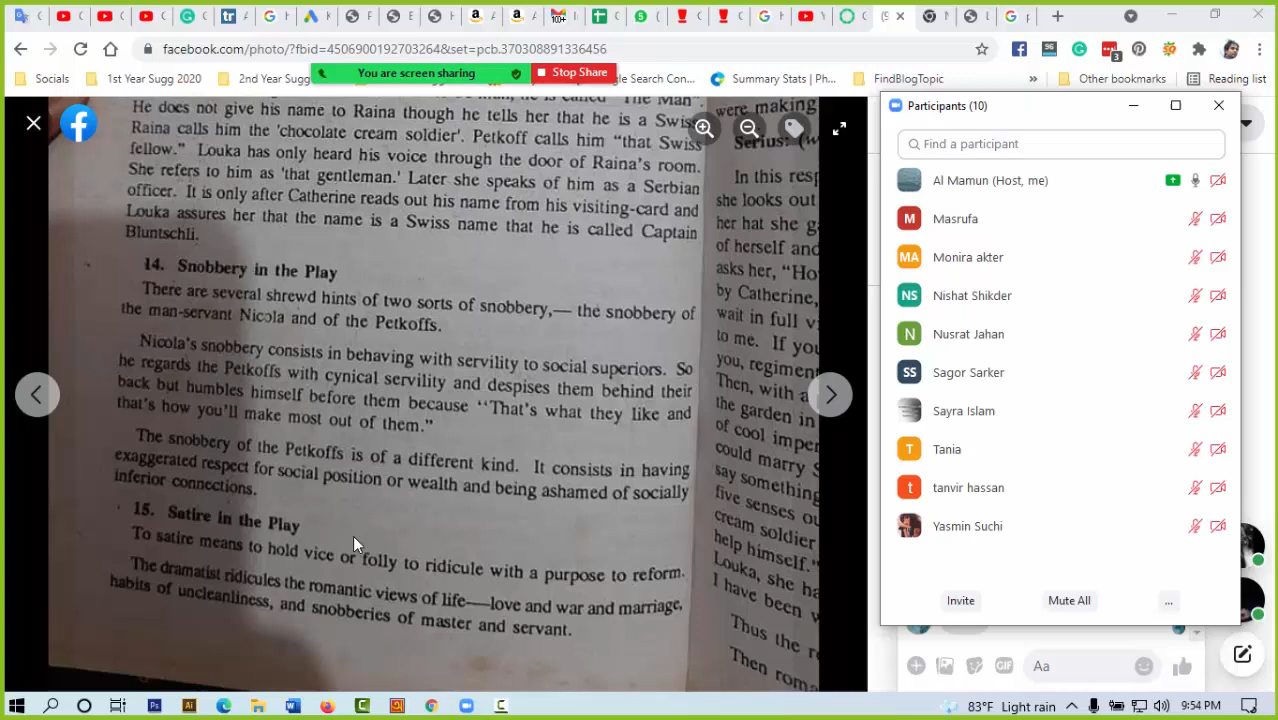 facebook.com/photo/?fbid=45069001927032648&set=pcb.370308891336456
Socials
1st Year Sugg 2020
2nd Year Sugg
You are screen sharing
Stop Share
gle Search Con...
Summary Stats | Ph...
FindBlogTopic
Other bookmarks
Reading list
He does not give his name to Raina though he tells her that he is a Swiss
Raina calls him the 'chocolate cream soldier'. Petkoff calls him "that Swiss
fellow." Louka has only heard his voice through the door of Raina's room.
She refers to him as 'that gentleman.' Later she speaks of him as a Serbian
officer. It is only after Catherine reads out his name from his visiting-card and
Louka assures her that the name is a Swiss name that he is called Captain
Bluntschli.
14. Snobbery in the Play
There are several shrewd hints of two sorts of snobbery,— the snobbery of
the man-servant Nicola and of the Petkoffs.
Nicola's snobbery consists in behaving with servility to social superiors. So
he regards the Petkoffs with cynical servility and despises them behind their
back but humbles himself before them because "That's what they like and
that's how you'll make most out of them."
The snobbery of the Petkoffs is of a different kind. It consists in having
exaggerated respect for social position or wealth and being ashamed of socially
inferior connections.
15. Satire in the Play
To satire means to hold vice or folly to ridicule with a purpose to reform.
The dramatist ridicules the romantic views of life—love and war and marriage,
habits of uncleanliness, and snobberies of master and servant.
were making
Serius: (w
In this resp
she looks out
her hat she g
of herself and
asks her, "Ho
by Catherine,
wait in full v
to me. If you
you, regiment
Then, with a
the garden in
of cool imper
could marry S
say something
five senses ou
cream soldier
help himself."
Louka, she ha
I have been w
Thus the r
Then roma
Participants (10)
Find a participant
Al Mamun (Host, me)
M Masrufa
MA Monira akter
NS Nishat Shikder
N Nusrat Jahan
SS Sagor Sarker
Sayra Islam
T Tania
t tanvir hassan
Yasmin Suchi
Invite
Mute All
...
GIF
Aa
83°F Light rain
9:54 PM